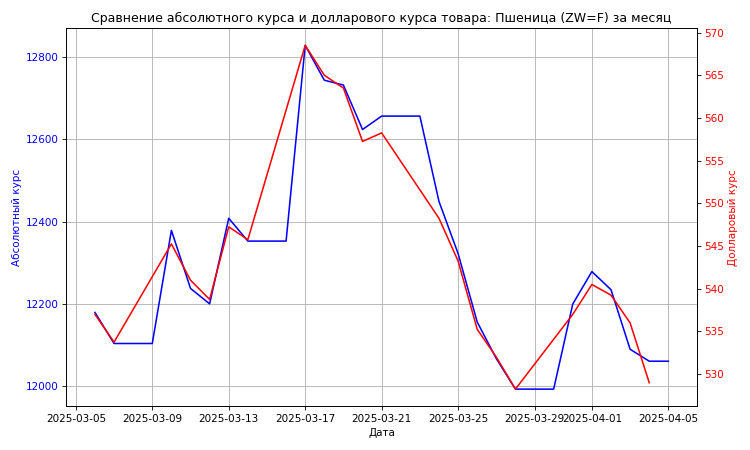 Сравнение абсолютного курса и долларового курса товара: Пшеница (ZW=F) за месяц
Абсолютный курс
12800
12600
12400
12200
12000
570
565
560
555
550
545
540
535
530
Долларовый курс
2025-03-05 2025-03-09 2025-03-13 2025-03-17 2025-03-21 2025-03-25 2025-03-29 2025-04-01 2025-04-05
Дата